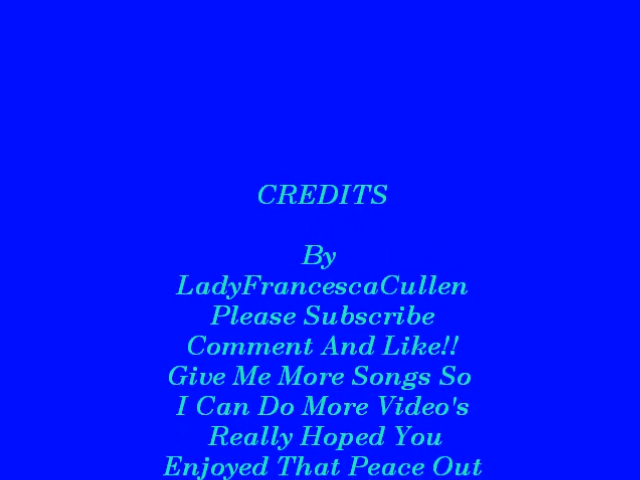 CREDITS
By
LadyFrancescaCullen
Please Subscribe
Comment And Like!!
Give Me More Songs So
I Can Do More Video's
Really Hoped You
Enjoyed That Peace Out